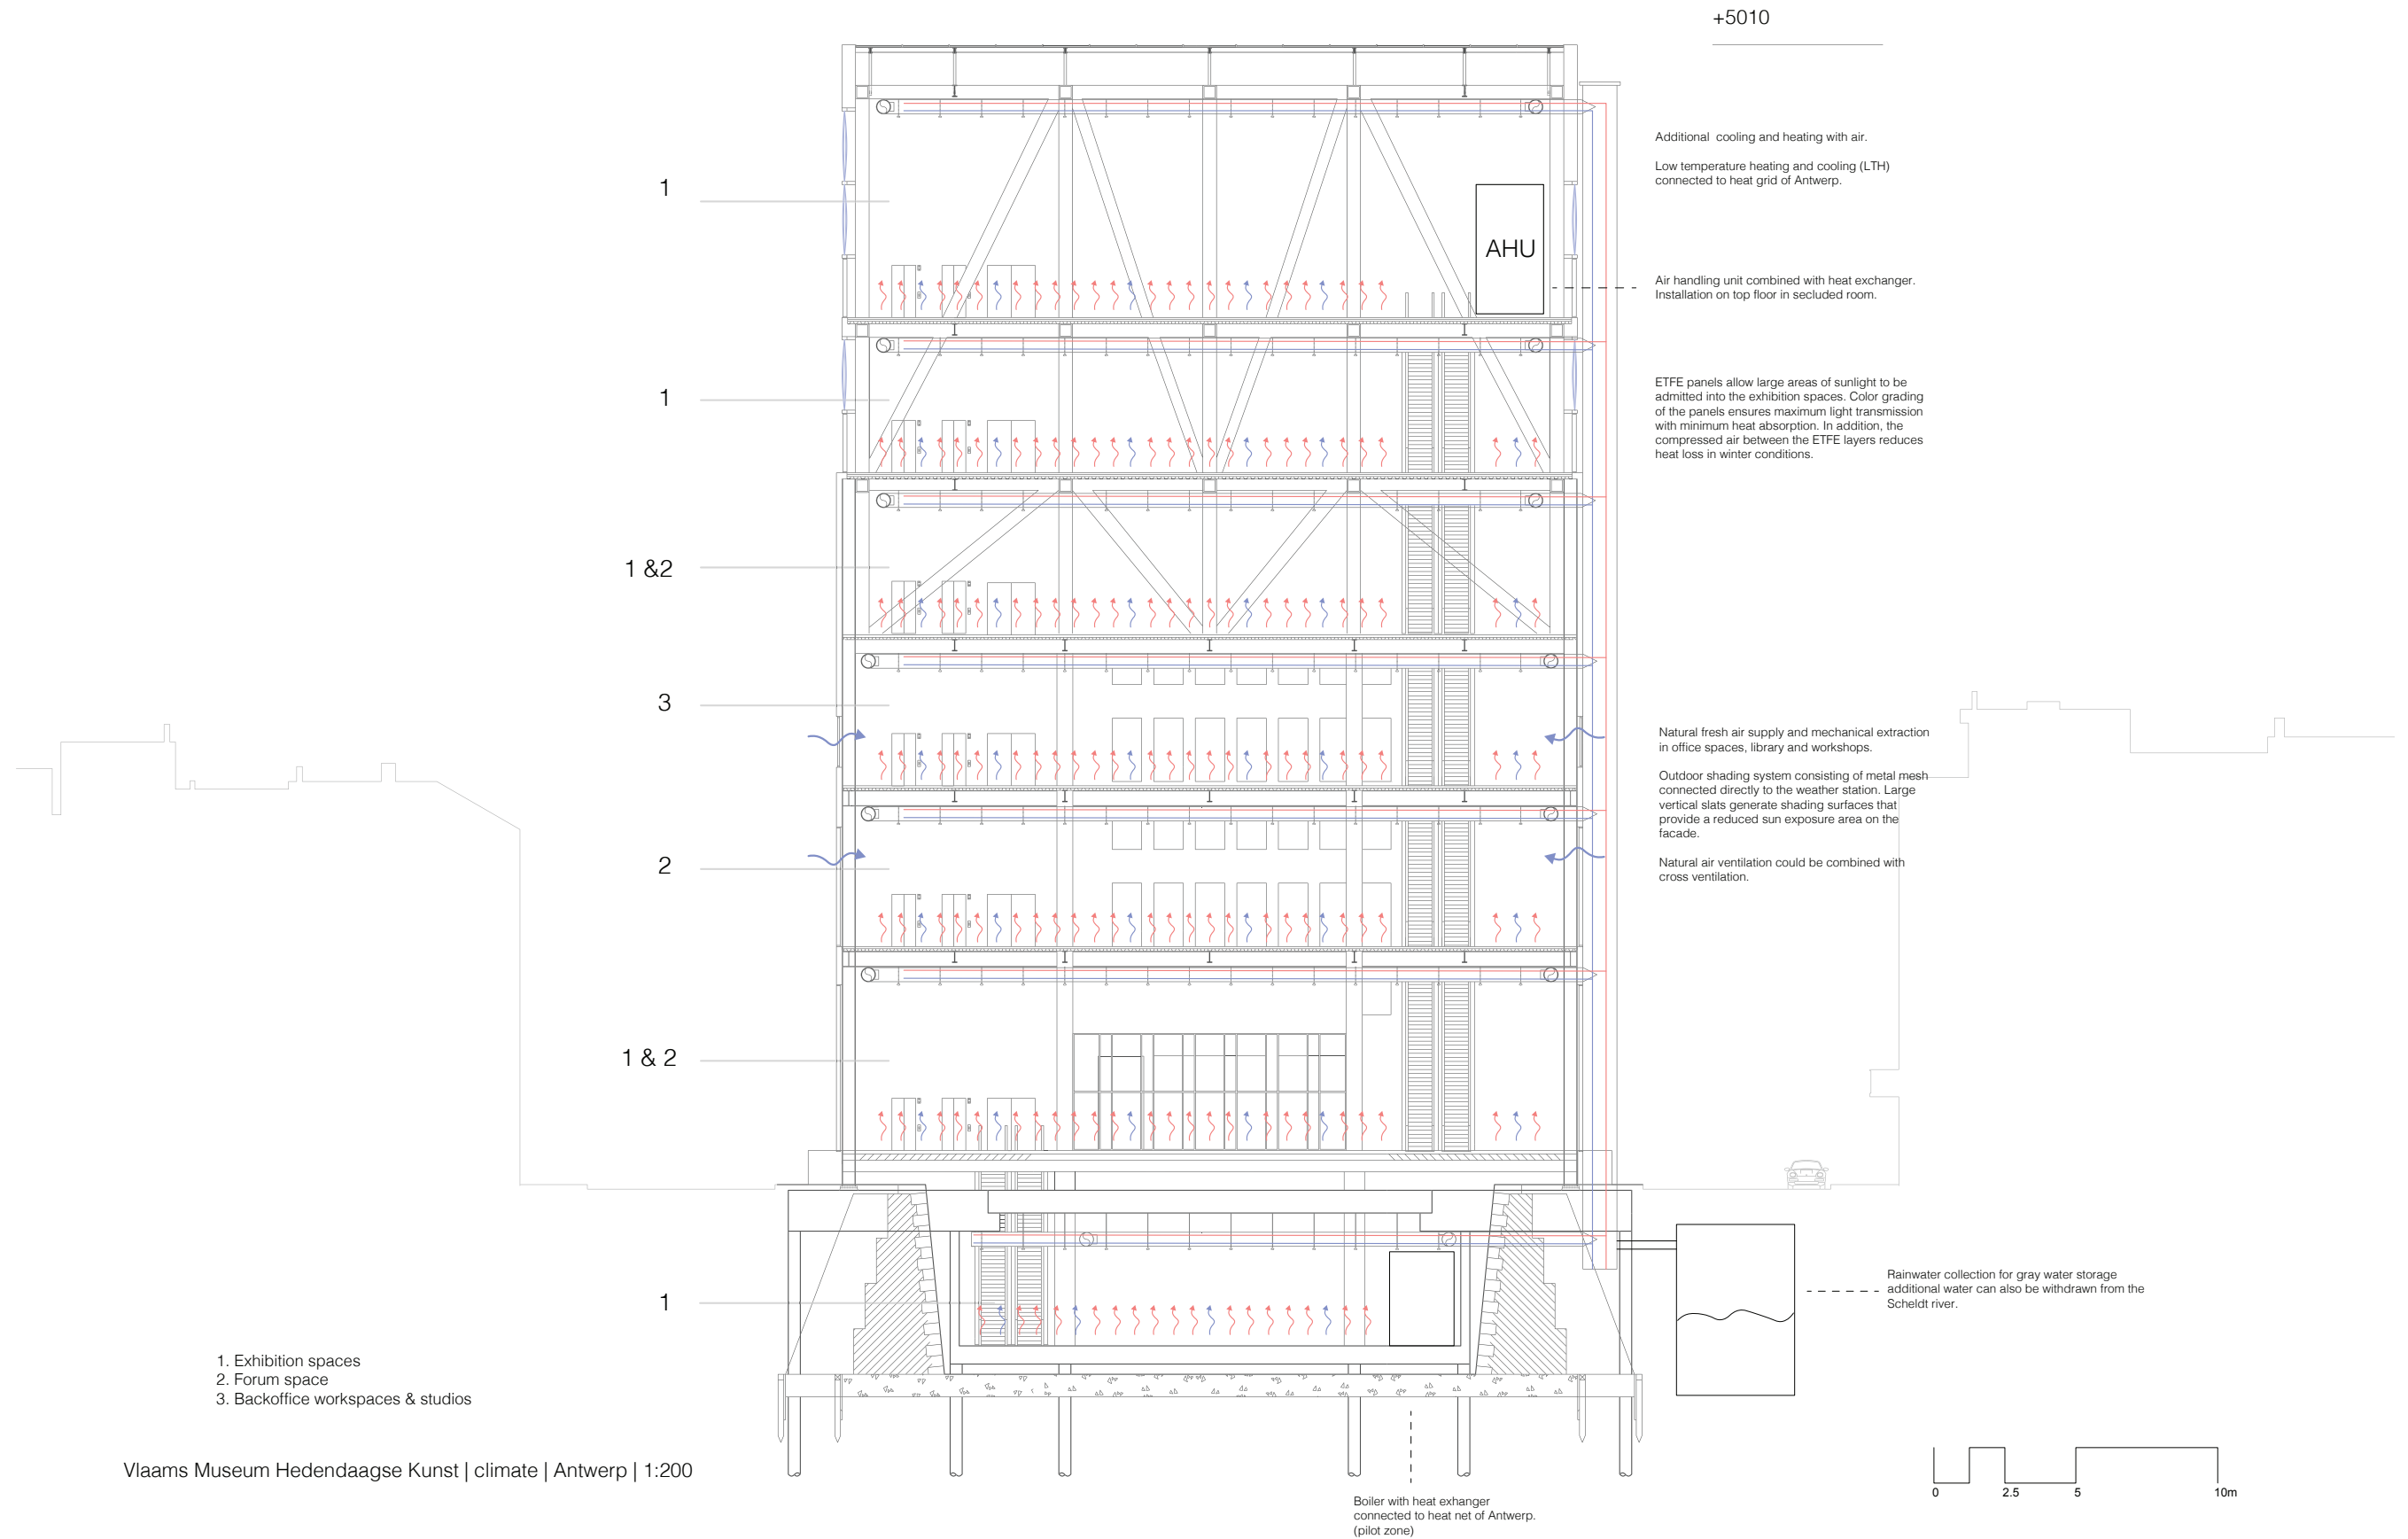 +5010
Additional cooling and heating with air.
Low temperature heating and cooling (LTH)
connected to heat grid of Antwerp.
1
AHU
Air handling unit combined with heat exchanger.
Installation on top floor in secluded room.
1
ETFE panels allow large areas of sunlight to be
admitted into the exhibition spaces. Color grading
of the panels ensures maximum light transmission
with minimum heat absorption. In addition, the
compressed air between the ETFE layers reduces
heat loss in winter conditions.
1 &2
3
Natural fresh air supply and mechanical extraction
in office spaces, library and workshops.
Outdoor shading system consisting of metal mesh
connected directly to the weather station. Large
vertical slats generate shading surfaces that
provide a reduced sun exposure area on the
facade.
Natural air ventilation could be combined with
cross ventilation.
2
1 & 2
1
Rainwater collection for gray water storage
additional water can also be withdrawn from the
Scheldt river.
1. Exhibition spaces
2. Forum space
3. Backoffice workspaces & studios
Vlaams Museum Hedendaagse Kunst | climate | Antwerp | 1:200
Boiler with heat exhanger
connected to heat net of Antwerp.
(pilot zone)
0 2.5 5 10m